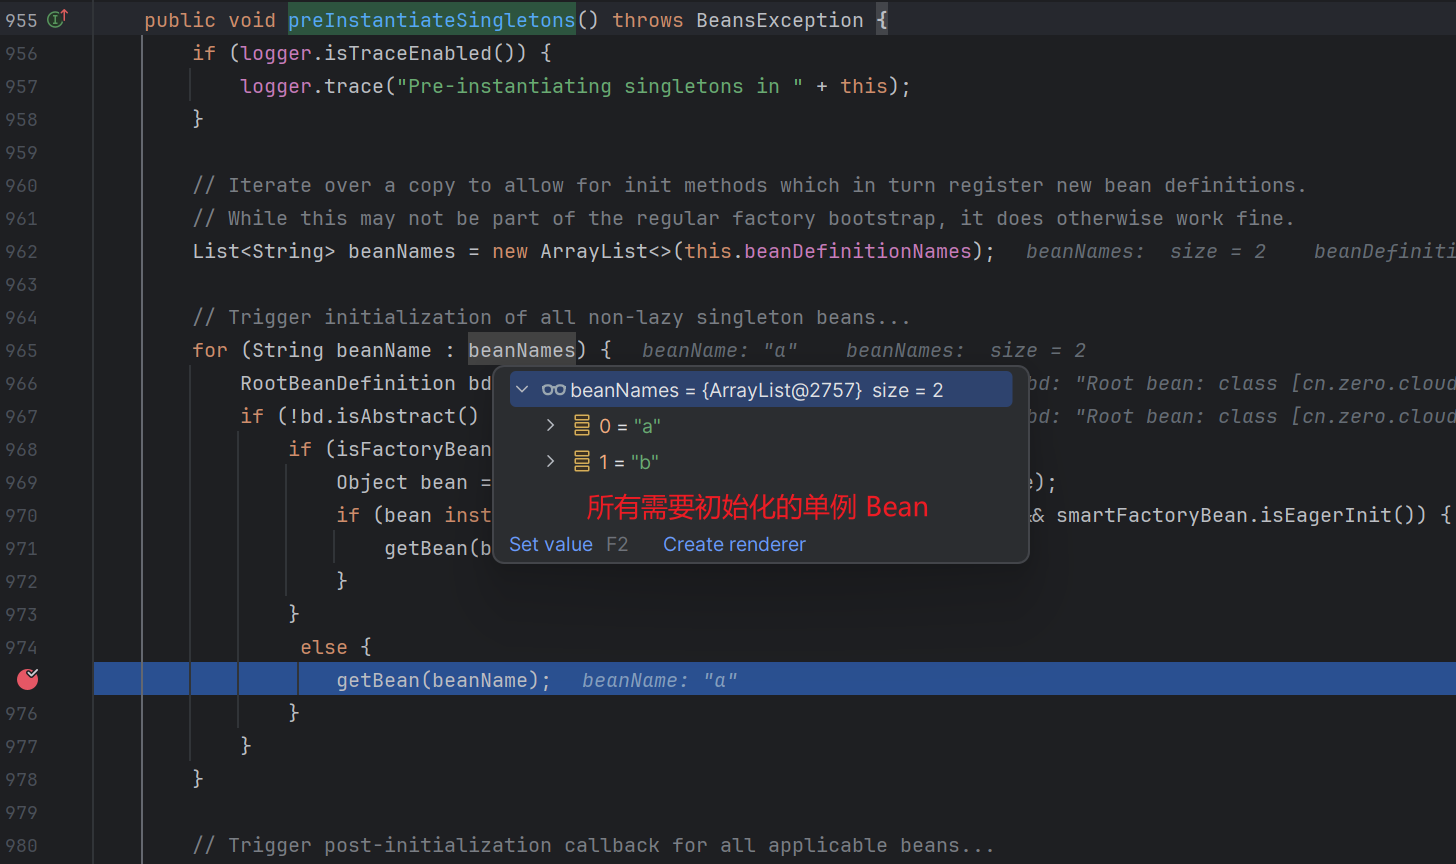 955 public void preInstantiateSingletons() throws BeansException {
956 if (logger.isTraceEnabled()) {
957 logger.trace("Pre-instantiating singletons in " + this);
958 }
959
960 // Iterate over a copy to allow for init methods which in turn register new bean definitions.
961 // While this may not be part of the regular factory bootstrap, it does otherwise work fine.
962 List<String> beanNames = new ArrayList<>(this.beanDefinitionNames); beanNames: size = 2 beanDefiniti
963
964 // Trigger initialization of all non-lazy singleton beans...
965 for (String beanName : beanNames) { beanName: "a" beanNames: size = 2
966 RootBeanDefinition bd bd: "Root bean: class [cn.zero.cloud
967 if (!bd.isAbstract() bd: "Root bean: class [cn.zero.cloud
968 if (isFactoryBean
969 Object bean = );
970 if (bean inst & smartFactoryBean.isEagerInit()) {
971 getBean(b
972 }
973 }
974 else {
getBean(beanName); beanName: "a"
976 }
977 }
978 }
979
980 // Trigger post-initialization callback for all applicable beans...
beanNames = {ArrayList@2757} size = 2
0 = "a"
1 = "b"
所有需要初始化的单例 Bean
Set value F2 Create renderer